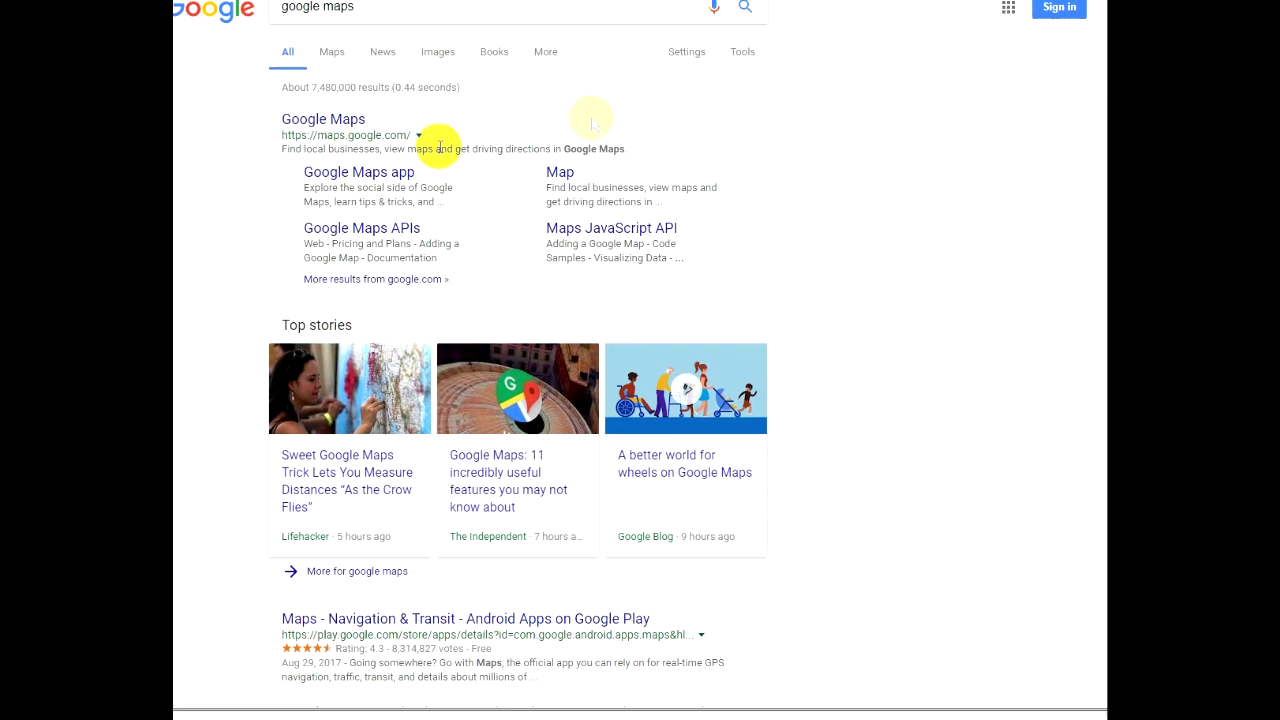 Google google maps Sign in
All Maps News Images Books More Settings Tools
About 7,480,000 results (0.44 seconds)
Google Maps
https://maps.google.com/
Find local businesses, view maps and get driving directions in Google Maps.
Google Maps app
Explore the social side of Google
Maps, learn tips & tricks, and ...
Map
Find local businesses, view maps and
get driving directions in ...
Google Maps APIs
Web - Pricing and Plans - Adding a
Google Map - Documentation
Maps JavaScript API
Adding a Google Map - Code
Samples - Visualizing Data - ...
More results from google.com »
Top stories
G
Sweet Google Maps
Trick Lets You Measure
Distances “As the Crow
Flies”
Lifehacker · 5 hours ago
Google Maps: 11
incredibly useful
features you may not
know about
The Independent · 7 hours a...
A better world for
wheels on Google Maps
Google Blog · 9 hours ago
More for google maps
Maps - Navigation & Transit - Android Apps on Google Play
https://play.google.com/store/apps/details?id=com.google.android.apps.maps&hl...
Rating: 4.3 - 8,314,827 votes - Free
Aug 29, 2017 - Going somewhere? Go with Maps, the official app you can rely on for real-time GPS
navigation, traffic, transit, and details about millions of ...